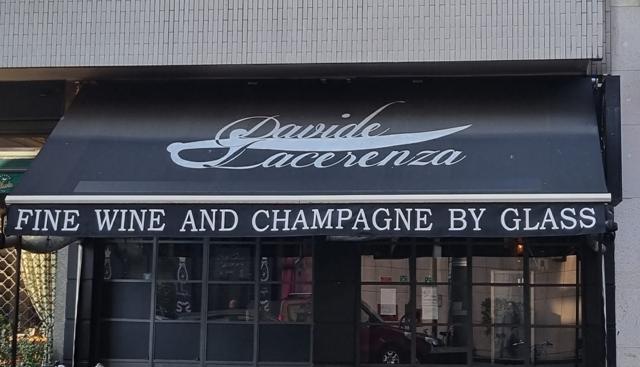 Davide
Lacerenza
FINE WINE AND CHAMPAGNE BY GLASS